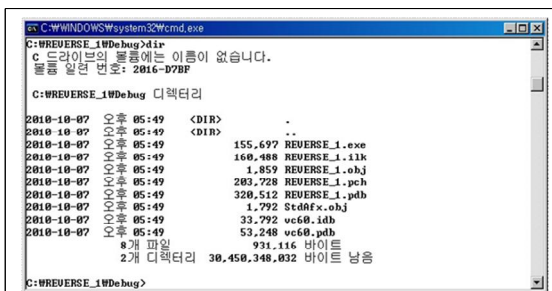 C:₩WINDOWS₩system32₩cmd.exe
C:₩REVERSE_1₩Debug>dir
C 드라이브의 볼륨에는 이름이 없습니다.
볼륨 일련 번호: 2016-D7BF
C:₩REVERSE_1₩Debug 디렉터리
2010-10-07 오후 05:49 <DIR> .
2010-10-07 오후 05:49 <DIR> ..
2010-10-07 오후 05:49 155,697 REVERSE_1.exe
2010-10-07 오후 05:49 160,488 REVERSE_1.ilk
2010-10-07 오후 05:49 1,859 REVERSE_1.obj
2010-10-07 오후 05:49 203,728 REVERSE_1.pch
2010-10-07 오후 05:49 320,512 REVERSE_1.pdb
2010-10-07 오후 05:49 1,792 StdAfx.obj
2010-10-07 오후 05:49 33,792 vc60.idb
2010-10-07 오후 05:49 53,248 vc60.pdb
8개 파일 931,116 바이트
2개 디렉터리 30,450,348,032 바이트 남음
C:₩REVERSE_1₩Debug>